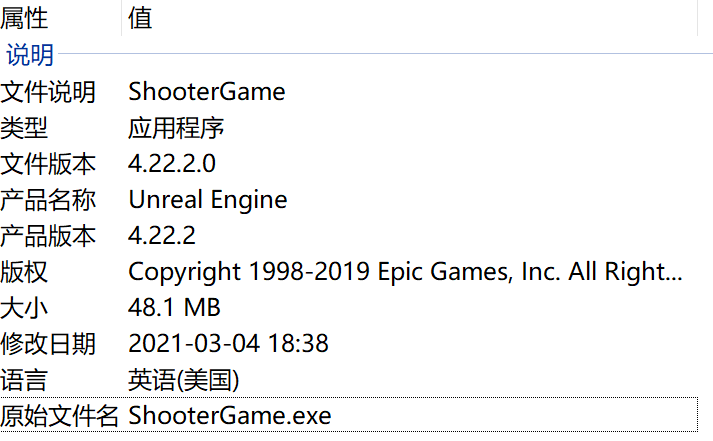 属性 值
说明
文件说明 ShooterGame
类型 应用程序
文件版本 4.22.2.0
产品名称 Unreal Engine
产品版本 4.22.2
版权 Copyright 1998-2019 Epic Games, Inc. All Right...
大小 48.1 MB
修改日期 2021-03-04 18:38
语言 英语(美国)
原始文件名 ShooterGame.exe